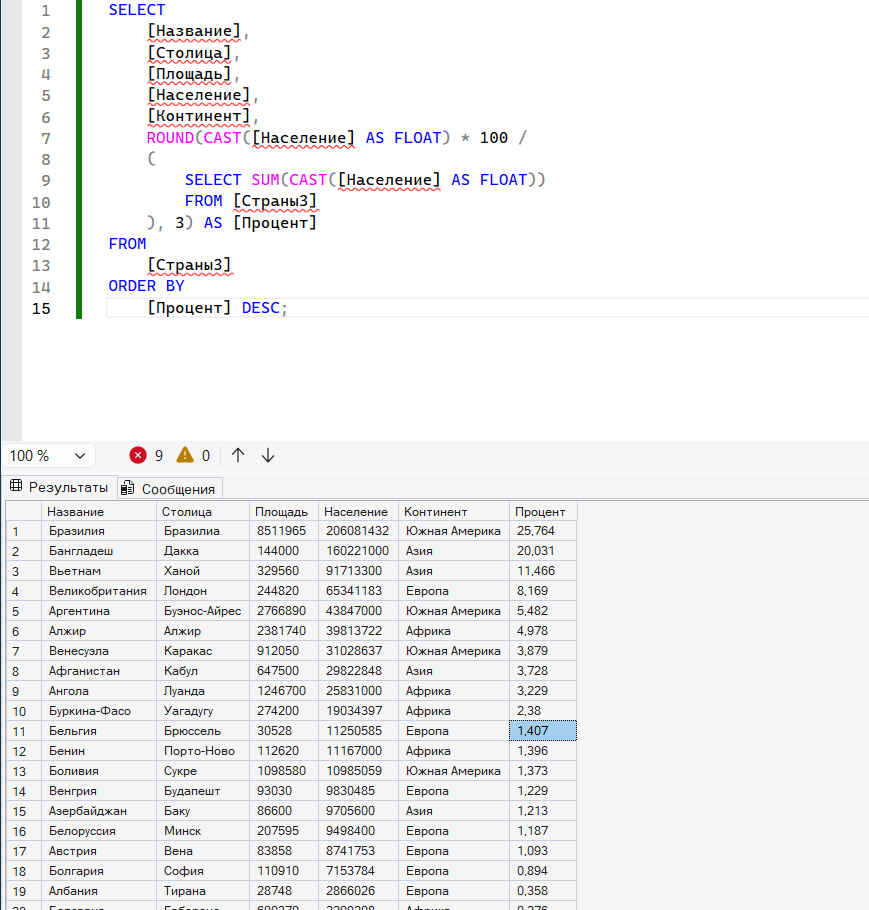 1 SELECT
2 [Название],
3 [Столица],
4 [Площадь],
5 [Население],
6 [Континент],
7 ROUND(CAST([Население] AS FLOAT) * 100 /
8 (
9 SELECT SUM(CAST([Население] AS FLOAT))
10 FROM [Страны3]
11 ), 3) AS [Процент]
12 FROM
13 [Страны3]
14 ORDER BY
15 [Процент] DESC;
100 % 9 0
Результаты Сообщения
Название Столица Площадь Население Континент Процент
1 Бразилия Бразилиа 8511965 206081432 Южная Америка 25,764
2 Бангладеш Дакка 144000 160221000 Азия 20,031
3 Вьетнам Ханой 329560 91713300 Азия 11,466
4 Великобритания Лондон 244820 65341183 Европа 8,169
5 Аргентина Буэнос-Айрес 2766890 43847000 Южная Америка 5,482
6 Алжир Алжир 2381740 39813722 Африка 4,978
7 Венесуэла Каракас 912050 31028637 Южная Америка 3,879
8 Афганистан Кабул 647500 29822848 Азия 3,728
9 Ангола Луанда 1246700 25831000 Африка 3,229
10 Буркина-Фасо Уагадугу 274200 19034397 Африка 2,38
11 Бельгия Брюссель 30528 11250585 Европа 1,407
12 Бенин Порто-Ново 112620 11167000 Африка 1,396
13 Боливия Сукре 1098580 10985059 Южная Америка 1,373
14 Венгрия Будапешт 93030 9830485 Европа 1,229
15 Азербайджан Баку 86600 9705600 Азия 1,213
16 Белоруссия Минск 207595 9498400 Европа 1,187
17 Австрия Вена 83858 8741753 Европа 1,093
18 Болгария София 110910 7153784 Европа 0,894
19 Албания Тирана 28748 2866026 Европа 0,358